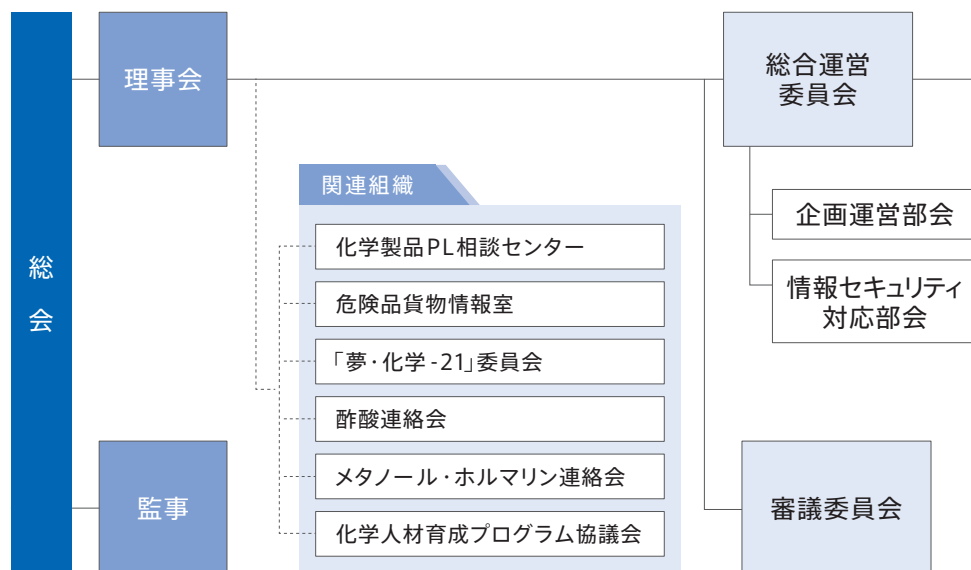 総会
理事会
監事
関連組織
化学製品PL相談センター
危険品貨物情報室
「夢・化学-21」委員会
酢酸連絡会
メタノール・ホルマリン連絡会
化学人材育成プログラム協議会
総合運営
委員会
企画運営部会
情報セキュリティ
対応部会
審議委員会